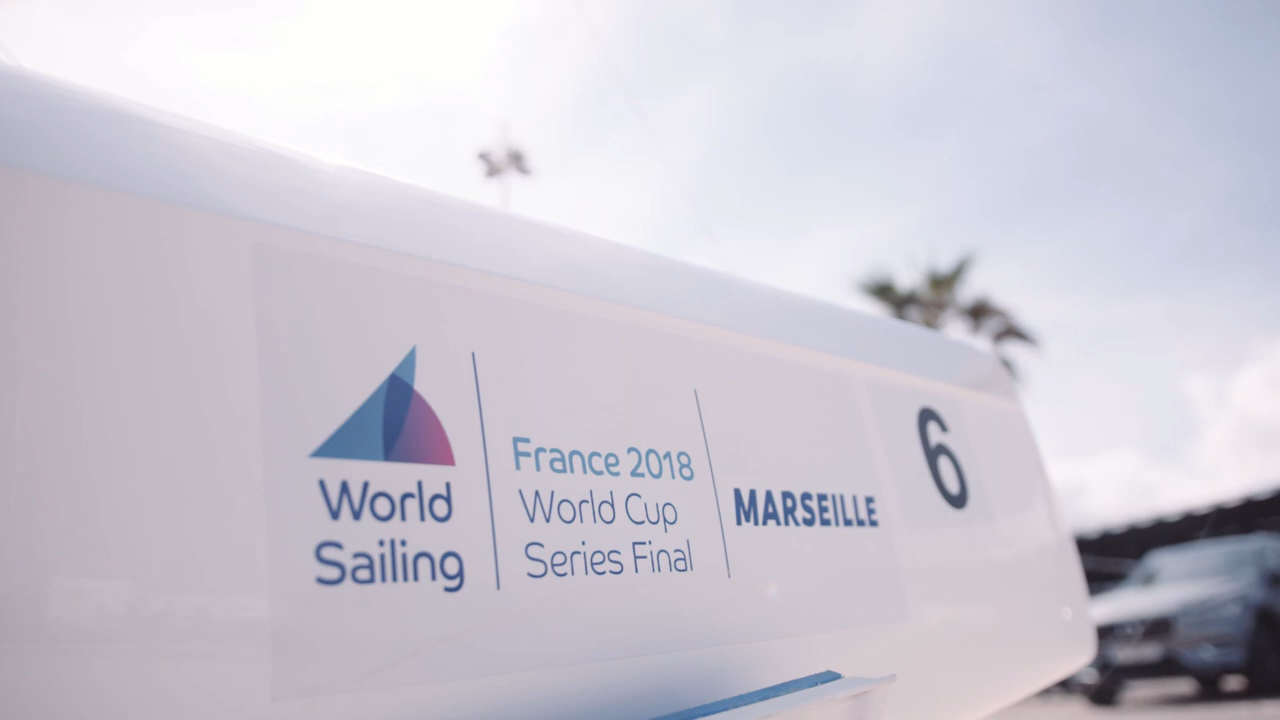 World
Sailing
France 2018
World Cup
Series Final
MARSEILLE
6